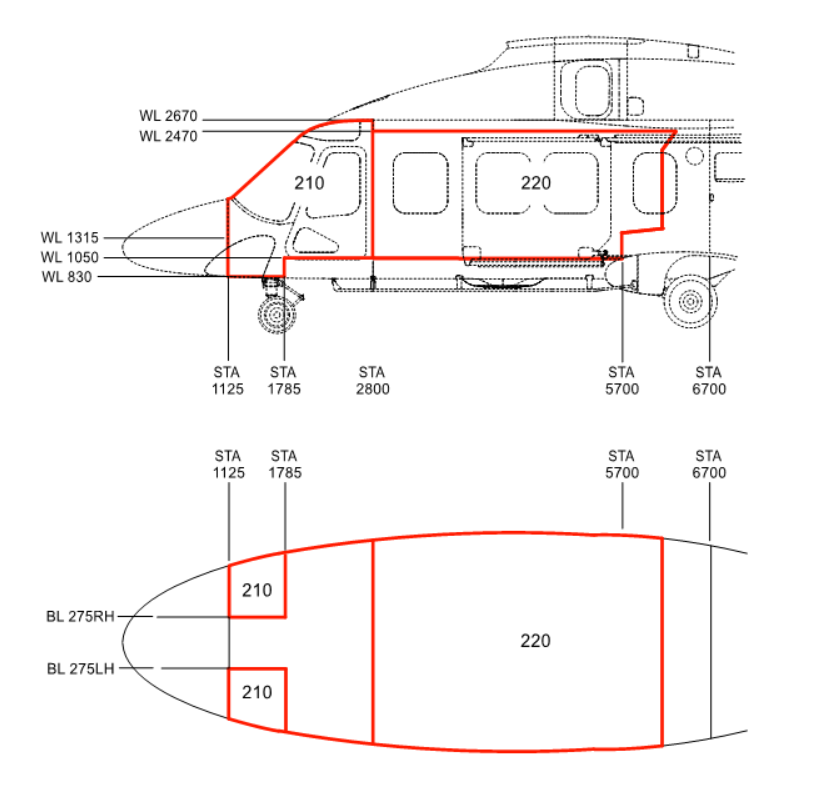 WL 2670
WL 2470
210
220
WL 1315
WL 1050
WL 830
STA STA STA STA STA
1125 1785 2800 5700 6700
STA STA STA STA
1125 1785 5700 6700
210
BL 275RH
220
BL 275LH
210